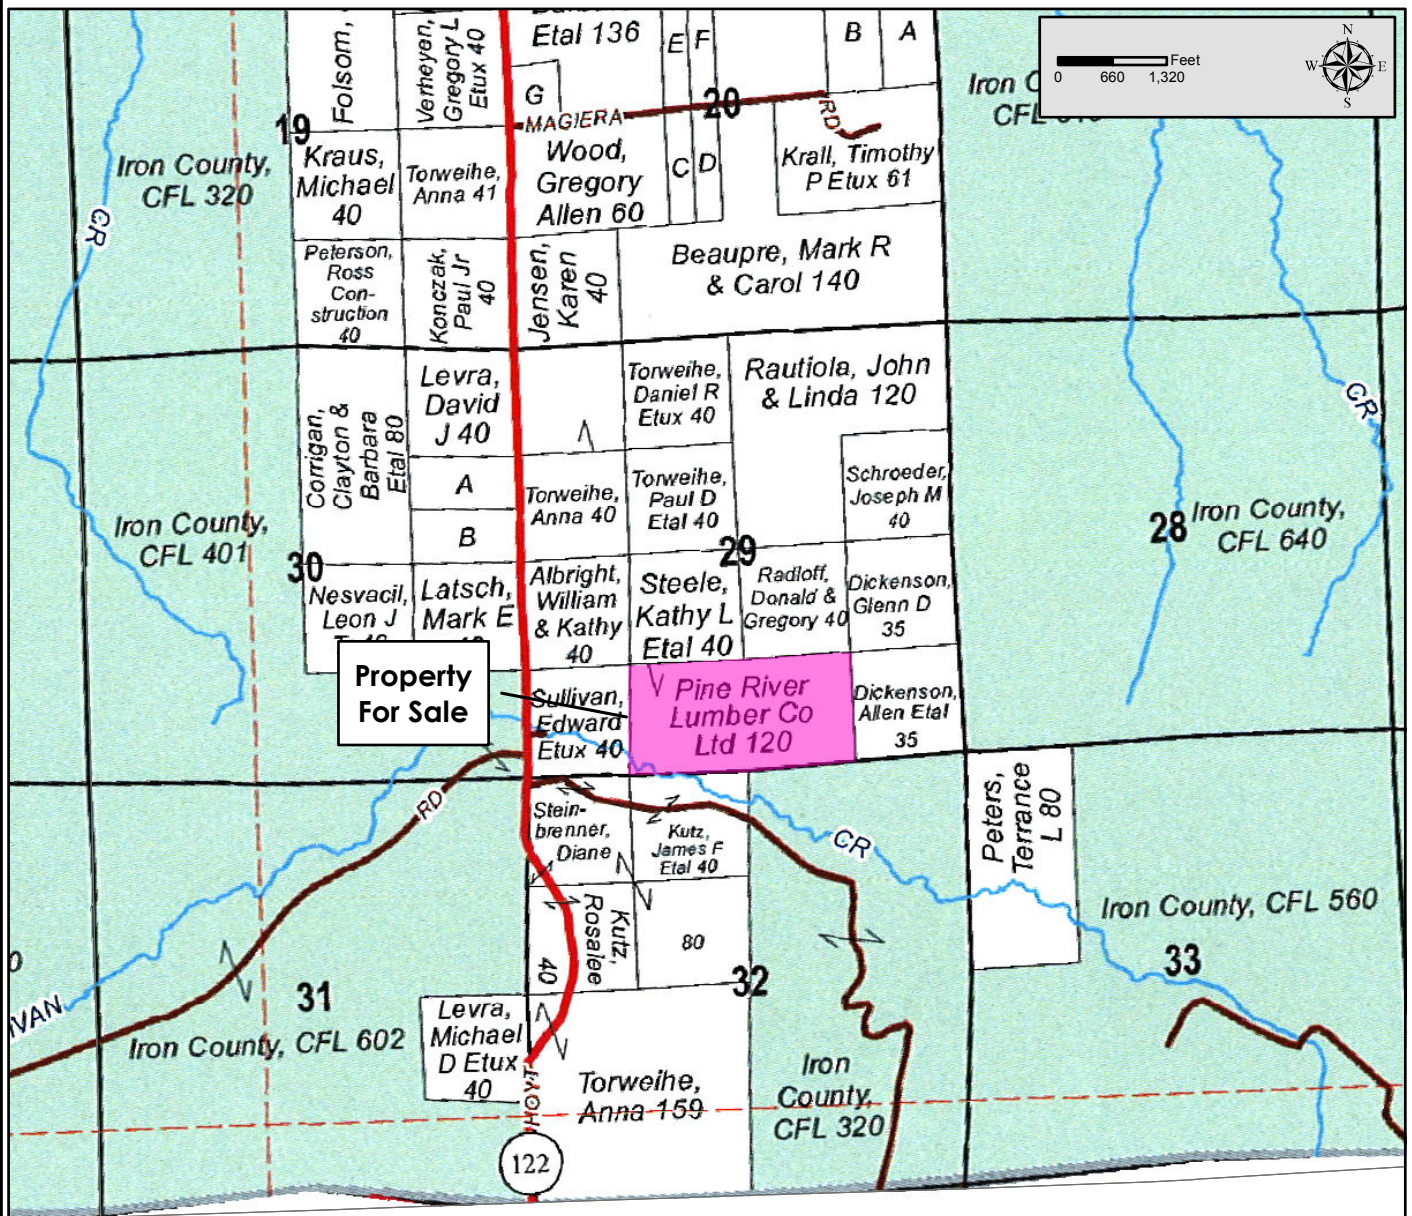 Etal 136
E F
B A
N
W E
S
Feet
0 660 1,320
Folsom,
Verheyen,
Gregory L
Etux 40
G
MAGIERA
20
RD
19
Iron County,
CFL 320
CR
Kraus,
Michael
40
Torweihe,
Anna 41
Wood,
Gregory
Allen 60
C D
Krall, Timothy
P Etux 61
Peterson,
Ross
Con-
struction
40
Konczak,
Paul Jr
40
Jensen,
Karen
40
Beaupre, Mark R
& Carol 140
Corrigan,
Clayton &
Barbara
Etal 80
Levra,
David
J 40
Torweihe,
Daniel R
Etux 40
Rautiola, John
& Linda 120
CR
A
B
Torweihe,
Anna 40
Torweihe,
Paul D
Etal 40
Schroeder,
Joseph M
40
Iron County,
CFL 401
30
29
28
Iron County,
CFL 640
Nesvacil,
Leon J
Latsch,
Mark E
Albright,
William
& Kathy
40
Steele,
Kathy L
Etal 40
Radloff,
Donald &
Gregory 40
Dickenson,
Glenn D
35
Property
For Sale
Sullivan,
Edward
Etux 40
Pine River
Lumber Co
Ltd 120
Dickenson,
Allen Etal
35
RD
Stein-
brenner,
Diane
40
Kutz,
James F
Etal 40
CR
Peters,
Terrance
L 80
Kutz,
Rosalee
80
32
Iron County, CFL 560
33
IVAN
31
Iron County, CFL 602
Levra,
Michael
D Etux
40
HOYT
Torweihe,
Anna 159
Iron
County,
CFL 320
122